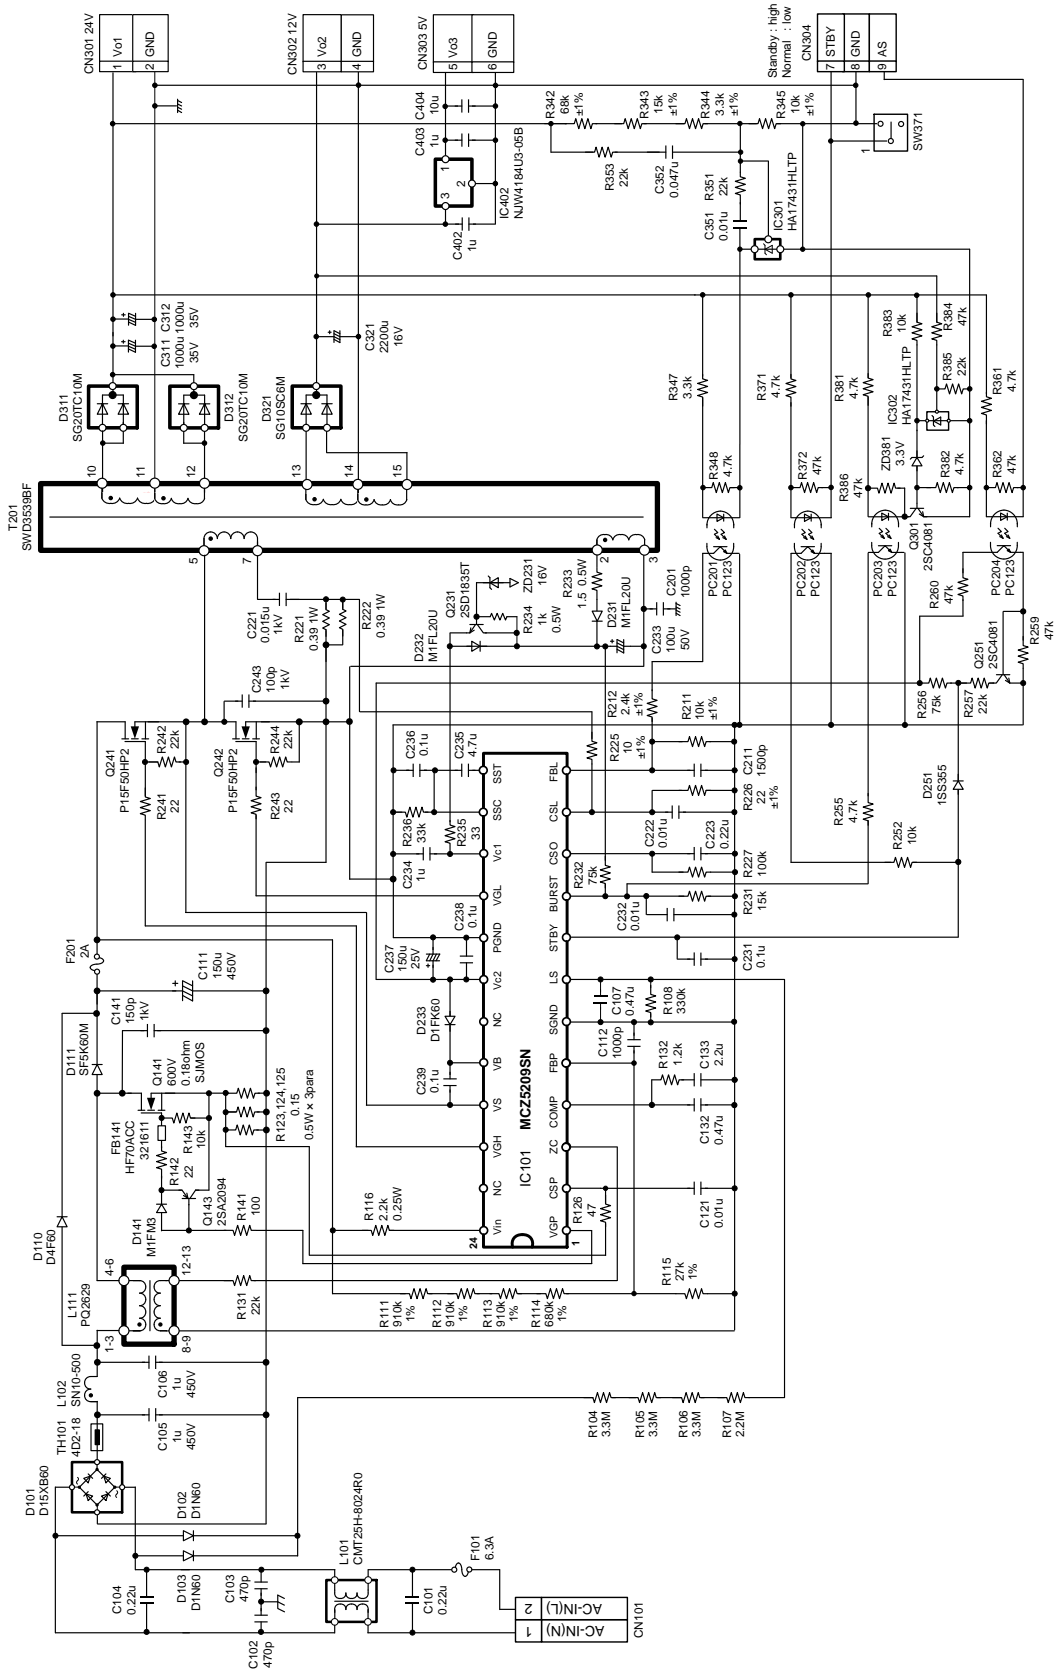 CN301 24V
1 Vo1
2 GND
CN302 12V
3 Vo2
4 GND
CN303 5V
5 Vo3
6 GND
Standby : high
Normal : low
CN304
7 STBY
8 GND
9 AS
C404
10u
C403
1u
R342
68k
±1%
R343
15k
±1%
R344
3.3k
±1%
R345
10k
±1%
1
SW371
1
2
3
IC402
NJW4184U3-05B
C402
1u
R353
22k
C352
0.047u
R351
22k
C351
0.01u
IC301
HA17431HLTP
C312
1000u
35V
C311
1000u
35V
C321
2200u
16V
D311
SG20TC10M
D312
SG20TC10M
D321
SG10SC6M
R347
3.3k
R371
4.7k
R381
4.7k
R383
10k
R384
47k
R385
22k
IC302
HA17431HLTP
R361
4.7k
T201
SWD3539BF
10
11
12
13
14
15
5
7
2
3
R348
4.7k
R372
47k
R386
47k
ZD381
3.3V
R382
4.7k
R362
47k
PC201
PC123
PC202
PC123
PC203
PC123
Q301
2SC4081
PC204
PC123
R260
47k
C221
0.015u
1kV
R221
0.39 1W
R222
0.39 1W
D232
M1FL20U
Q231
2SD1835T
ZD231
16V
R234
1k
0.5W
R233
1.5 0.5W
D231
M1FL20U
C201
1000p
C233
100u
50V
Q251
2SC4081
R259
47k
C243
100p
1kV
R212
2.4k
±1%
R211
10k
±1%
R256
75k
R257
22k
Q241
P15F50HP2
R242
22k
R241
22
Q242
P15F50HP2
R244
22k
R243
22
C236
0.1u
C235
4.7u
R225
10
±1%
C211
1500p
R226
22
±1%
D251
1SS355
R236
33k
R235
33
C234
1u
C222
0.01u
C223
0.22u
R227
100k
R255
4.7k
R252
10k
R232
75k
C232
0.01u
R231
15k
C231
0.1u
F201
2A
C111
150u
450V
C237
150u
25V
C238
0.1u
D233
D1FK60
C239
0.1u
SST
SSC
Vc1
VGL
PGND
Vc2
NC
VB
VS
VGH
NC
Vin
24
IC101 MCZ5209SN
FBL
CSL
CSO
BURST
STBY
LS
SGND
FBP
COMP
ZC
CSP
VGP
1
C107
0.47u
R108
330k
C112
1000p
R132
1.2k
C133
2.2u
C132
0.47u
C141
150p
1kV
D111
SF5K60M
Q141
600V
0.18ohm
SJMOS
FB141
HF70ACC
321611
R143
10k
R142
22
R123,124,125
0.15
0.5W × 3para
Q143
2SA2094
D141
M1FM3
R141
100
R116
2.2k
0.25W
R126
47
C121
0.01u
D110
D4F60
L111
PQ2629
4-6
12-13
1-3
8-9
R131
22k
R111
910k
1%
R112
910k
1%
R113
910k
1%
R114
680k
1%
R115
27k
1%
L102
SN10-500
C106
1u
450V
TH101
4D2-18
C105
1u
450V
R104
3.3M
R105
3.3M
R106
3.3M
R107
2.2M
D101
D15XB60
D102
D1N60
D103
D1N60
L101
CMT25H-8024R0
F101
6.3A
C104
0.22u
C103
470p
C102
470p
C101
0.22u
2 AC-IN(L)
1 AC-IN(N)
CN101